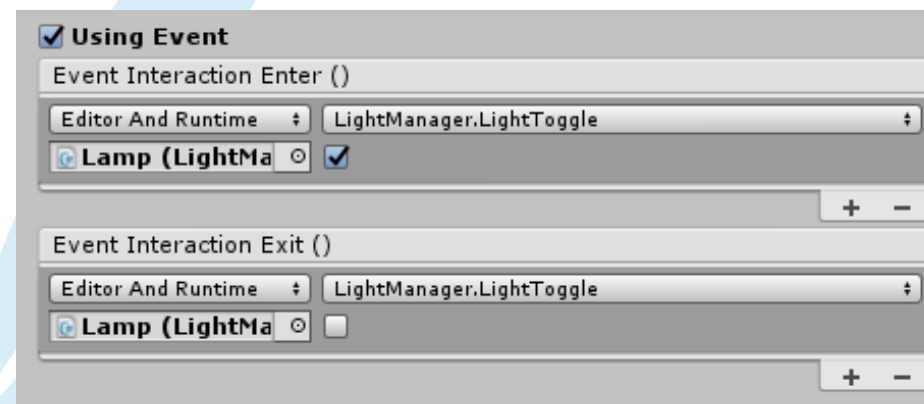 Using Event
Event Interaction Enter ()
Editor And Runtime LightManager.LightToggle
Lamp (LightMa
+ −
Event Interaction Exit ()
Editor And Runtime LightManager.LightToggle
Lamp (LightMa
+ −